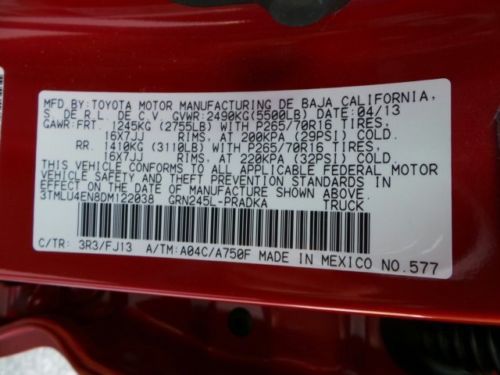 MFD.BY:TOYOTA MOTOR MANUFACTURING DE BAJA CALIFORNIA,
S. DE R.L. DE C.V. GVWR:2490KG(5500LB) DATE:04/13
GAWR:FRT. 1245KG (2755LB) WITH P265/70R16 TIRES,
16X7JJ RIMS, AT 200KPA (29PSI) COLD.
RR. 1410KG (3110LB) WITH P265/70R16 TIRES,
16X7JJ RIMS, AT 220KPA (32PSI) COLD.
THIS VEHICLE CONFORMS TO ALL APPLICABLE FEDERAL MOTOR
VEHICLE SAFETY AND THEFT PREVENTION STANDARDS IN
EFFECT ON THE DATE OF MANUFACTURE SHOWN ABOVE.
3TMLU4EN8DM122038 GRN245L-PRADKA TRUCK
C/TR: 3R3/FJ13 A/TM:A04C/A750F MADE IN MEXICO NO.577